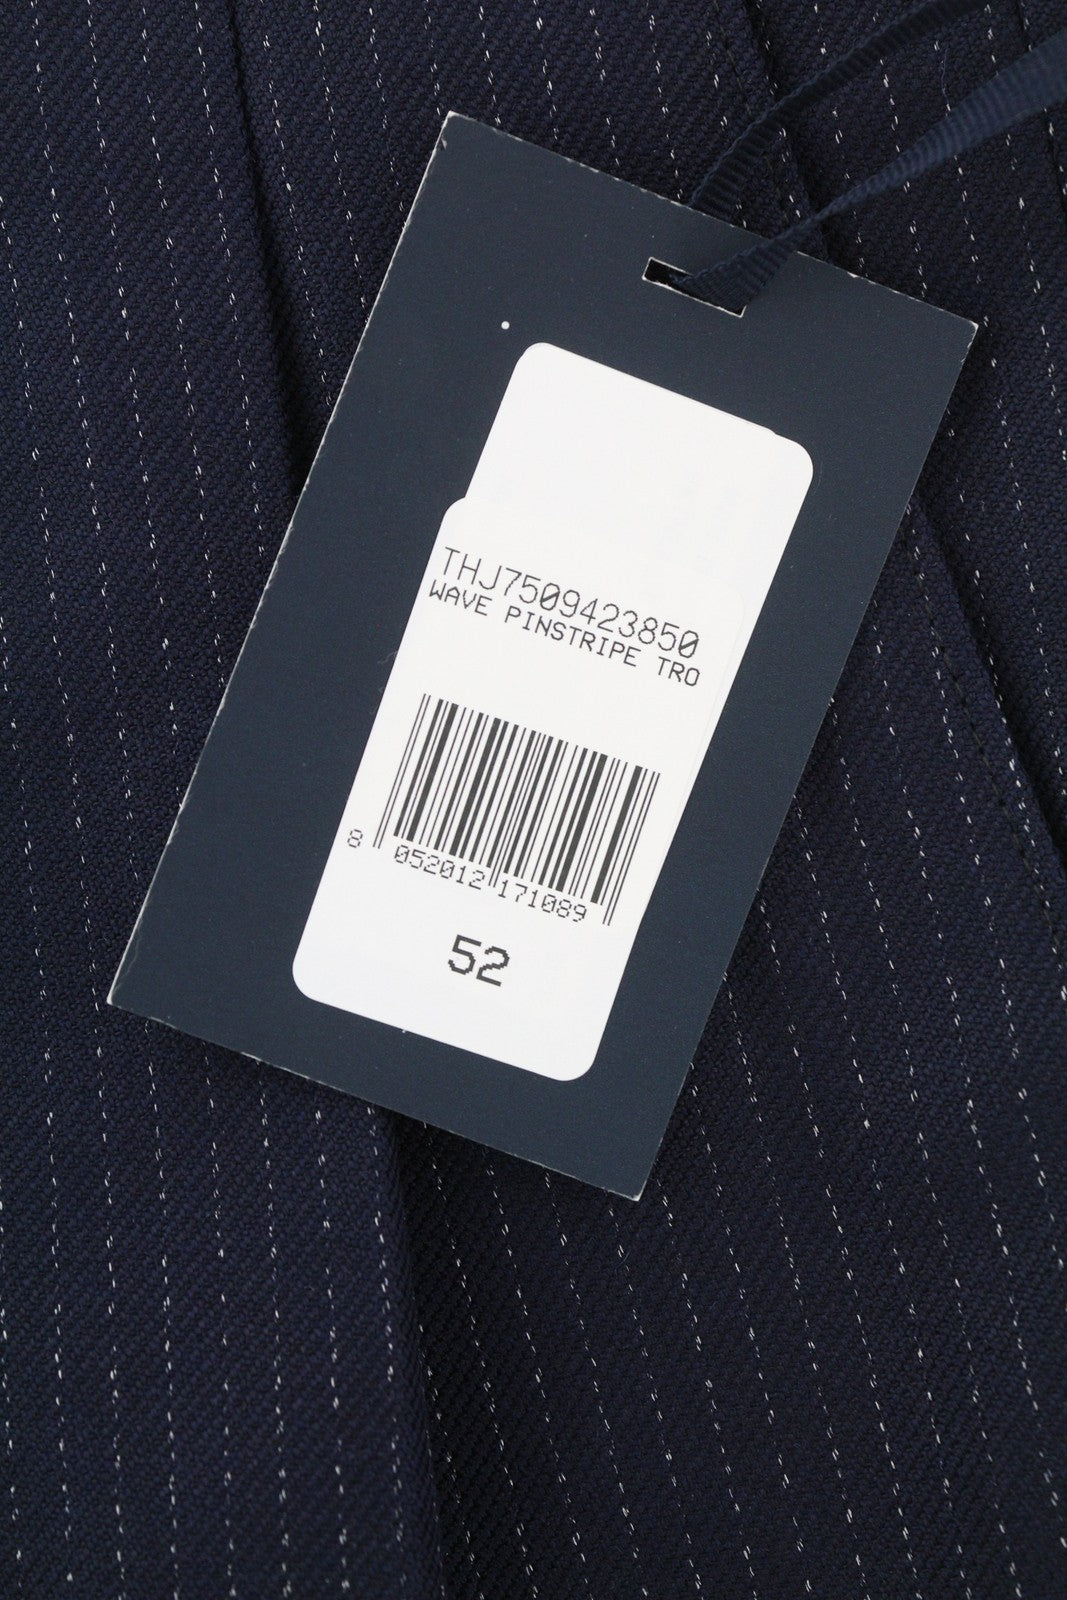 THJ7509423850
WAVE PINSTRIPE TRO
8 052012 171089
52